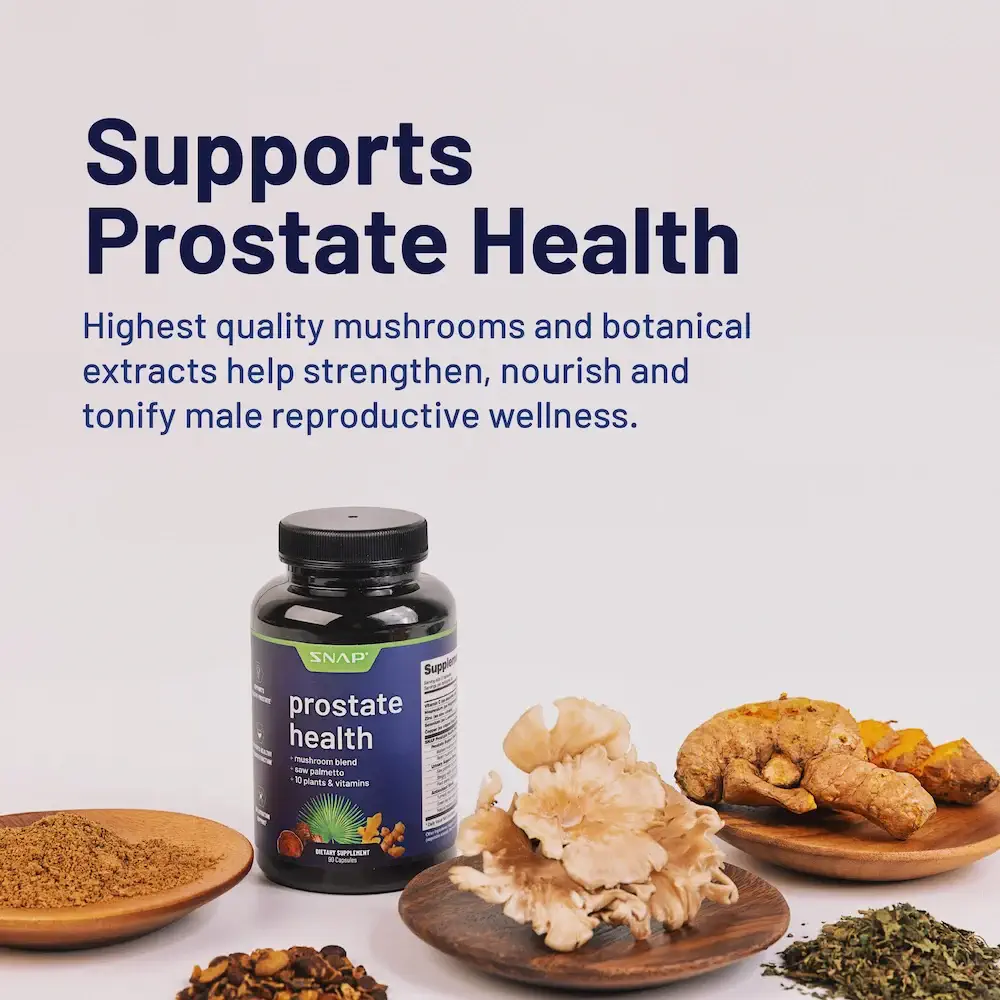 Supports
Prostate Health
Highest quality mushrooms and botanical
extracts help strengthen, nourish and
tonify male reproductive wellness.
SNAP
prostate
health
mushroom blend
saw palmetto
10 plants & vitamins
DIETARY SUPPLEMENT
90 Capsules